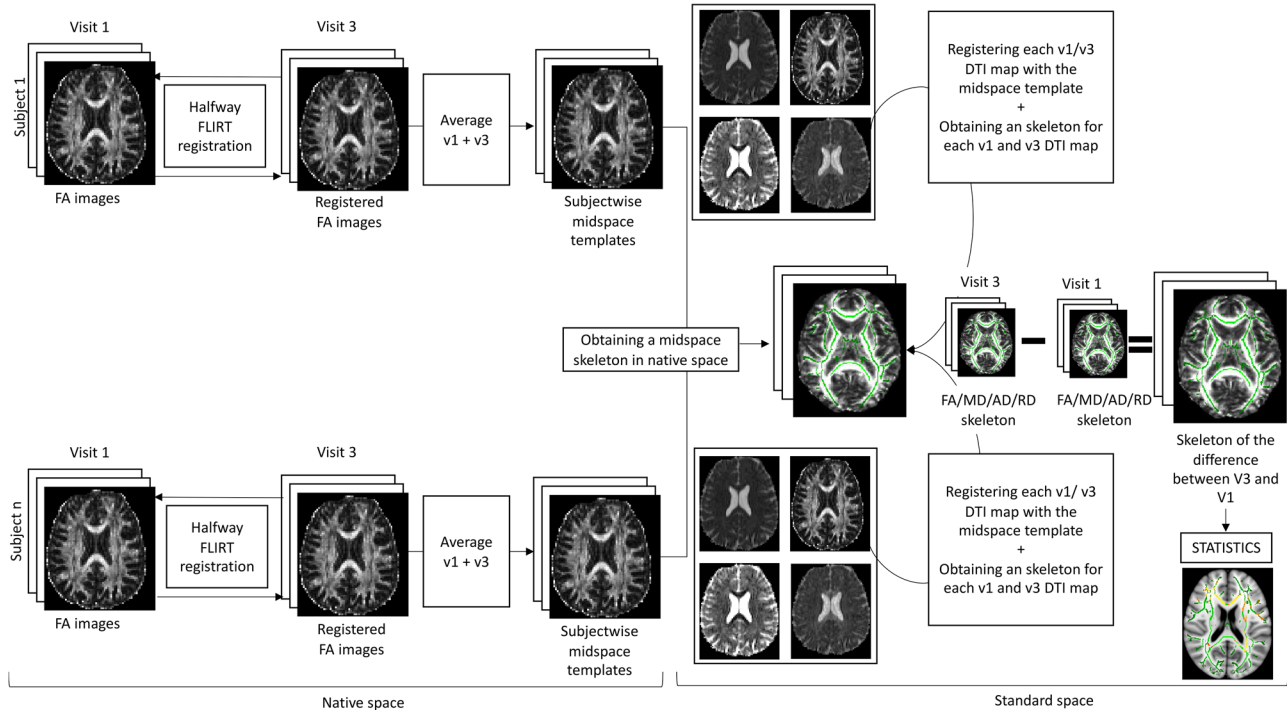 Visit 1
Visit 3
Subject 1
Halfway
FLIRT
registration
Average
v1 + v3
FA images
Registered
FA images
Subjectwise
midspace
templates
Registering each v1/v3
DTI map with the
midspace template
+
Obtaining an skeleton for
each v1 and v3 DTI map
Obtaining a midspace
skeleton in native space
Visit 3
Visit 1
FA/MD/AD/RD
skeleton
FA/MD/AD/RD
skeleton
Skeleton of the
difference
between V3 and
V1
STATISTICS
Visit 1
Visit 3
Subject n
Halfway
FLIRT
registration
Average
v1 + v3
FA images
Registered
FA images
Subjectwise
midspace
templates
Registering each v1/ v3
DTI map with the
midspace template
+
Obtaining an skeleton for
each v1 and v3 DTI map
Native space
Standard space